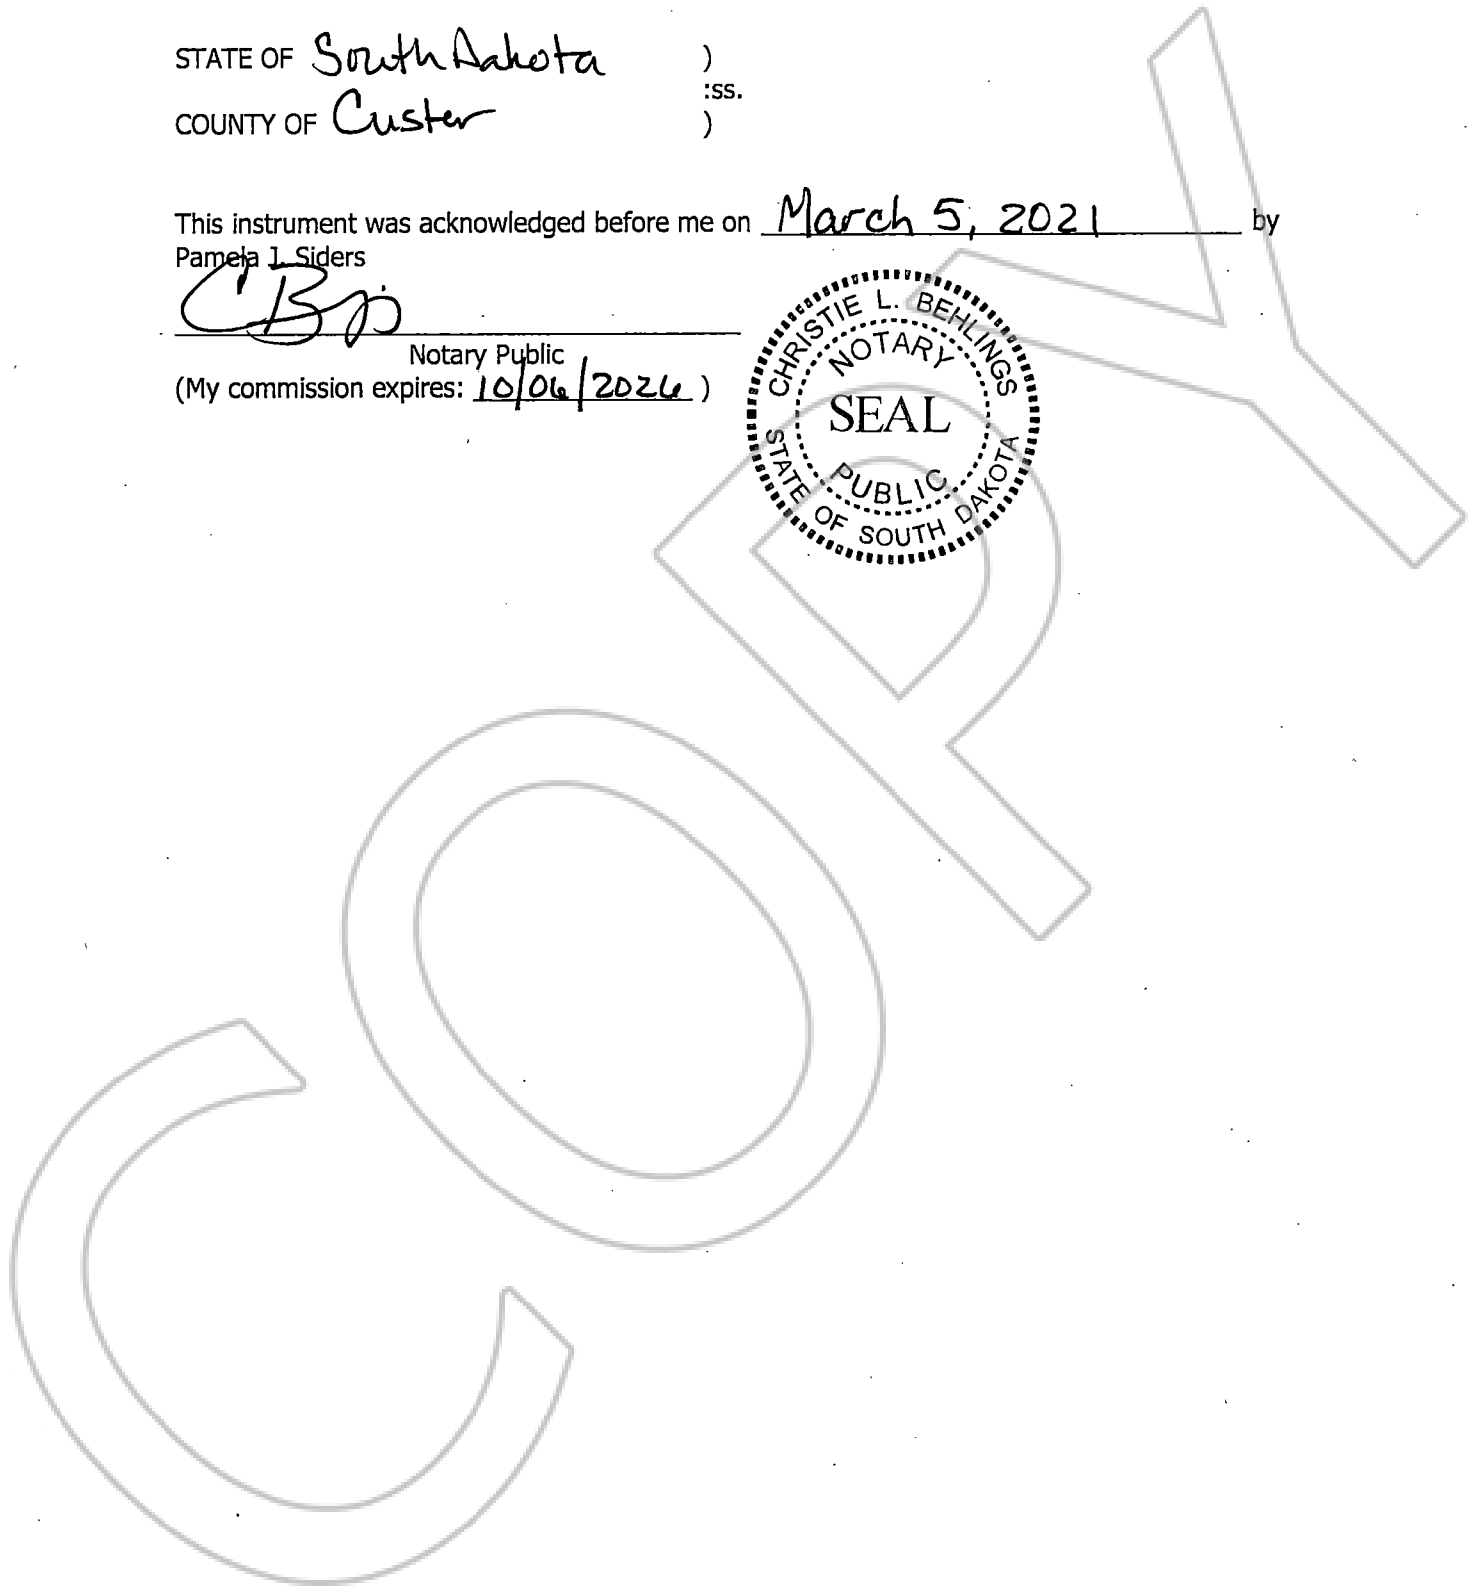 STATE OF South Dakota )
:ss.
COUNTY OF Custer )
This instrument was acknowledged before me on March 5, 2021 by
Pamela J. Siders
Notary Public
(My commission expires: 10/06/2026)
CHRISTIE L. BEHLINGS
NOTARY
SEAL
PUBLIC
STATE OF SOUTH DAKOTA
COPY